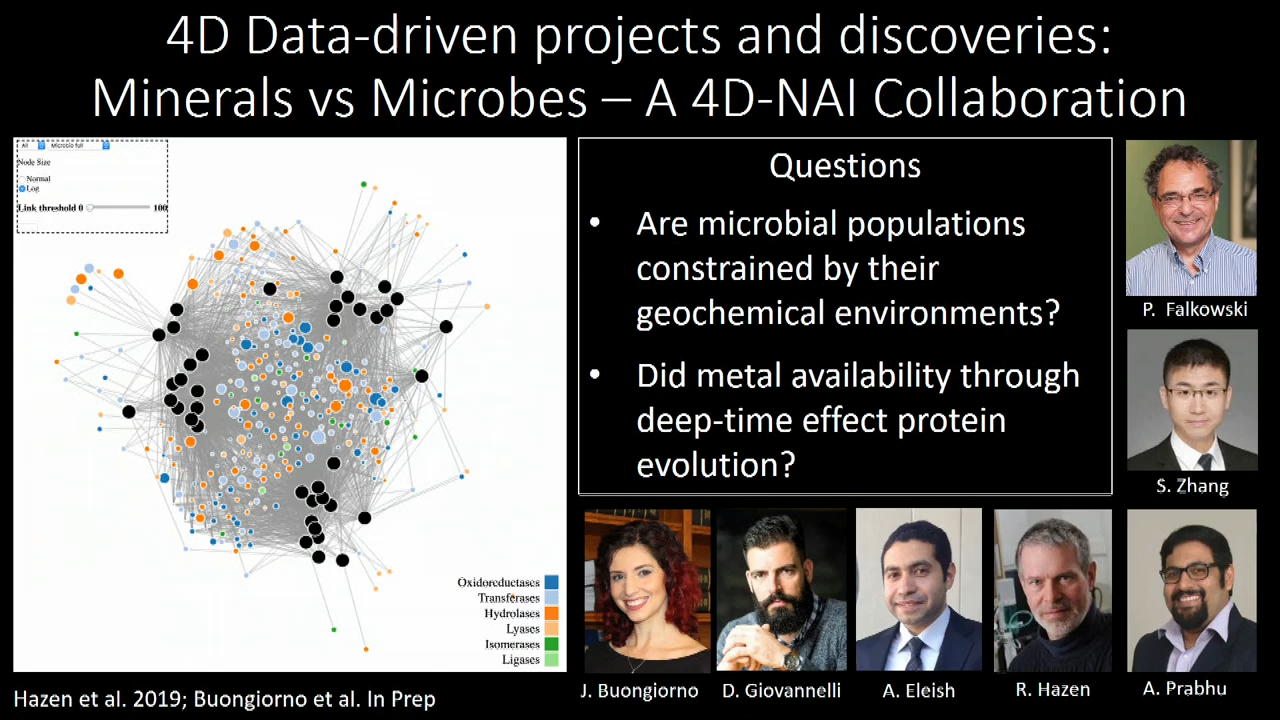 4D Data-driven projects and discoveries:
Minerals vs Microbes – A 4D-NAI Collaboration
All
Microbio full
Node Size
Normal
Log
Link threshold 0
100
Oxidoreductases
Transferases
Hydrolases
Lyases
Isomerases
Ligases
Hazen et al. 2019; Buongiorno et al. In Prep
Questions
• Are microbial populations
constrained by their
geochemical environments?
• Did metal availability through
deep-time effect protein
evolution?
P. Falkowski
S. Zhang
J. Buongiorno
D. Giovannelli
A. Eleish
R. Hazen
A. Prabhu